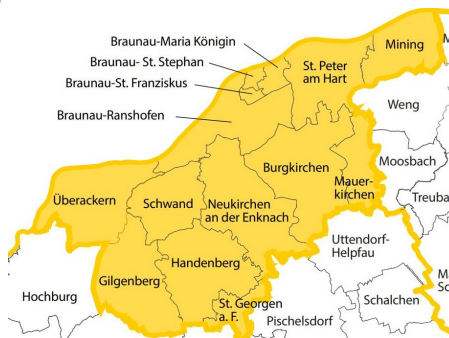 Braunau-Maria Königin
Braunau- St. Stephan
Braunau-St. Franziskus
Braunau-Ranshofen
St. Peter
am Hart
Mining
Weng
Moosbach
Treuba
Burgkirchen
Mauer-
kirchen
Überackern
Schwand
Neukirchen
an der Enknach
Uttendorf-
Helpfau
Handenberg
Gilgenberg
Hochburg
St. Georgen
a. F.
Schalchen
Pischelsdorf